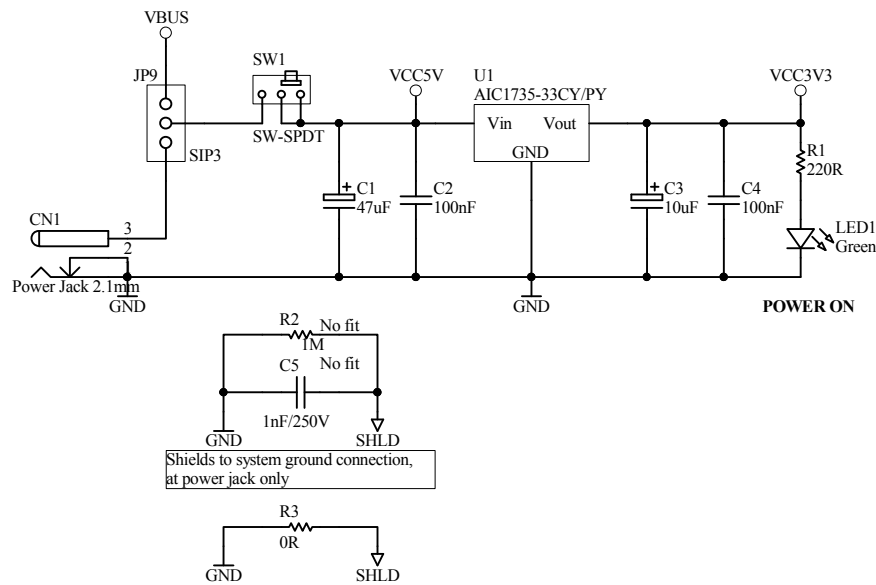 VBUS
JP9
SW1
VCC5V
U1
VCC3V3
AIC1735-33CY/PY
Vin
Vout
SW-SPDT
GND
R1
220R
SIP3
C1
47uF
C2
100nF
C3
10uF
C4
100nF
CN1
3
2
LED1
Green
Power Jack 2.1mm
GND
GND
POWER ON
R2
No fit
1M
C5
No fit
1nF/250V
GND
SHLD
Shields to system ground connection,
at power jack only
R3
0R
GND
SHLD